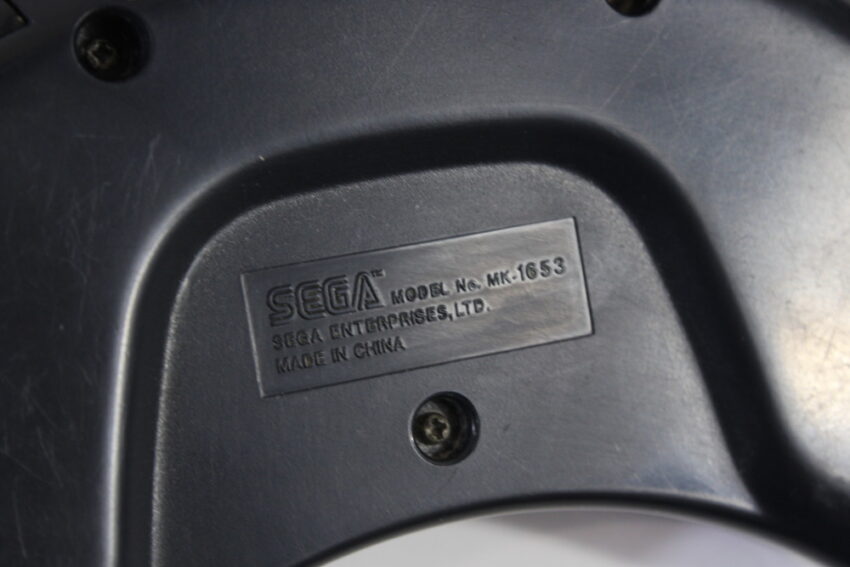 SEGA™ MODEL No. MK-1653
SEGA ENTERPRISES, LTD.
MADE IN CHINA